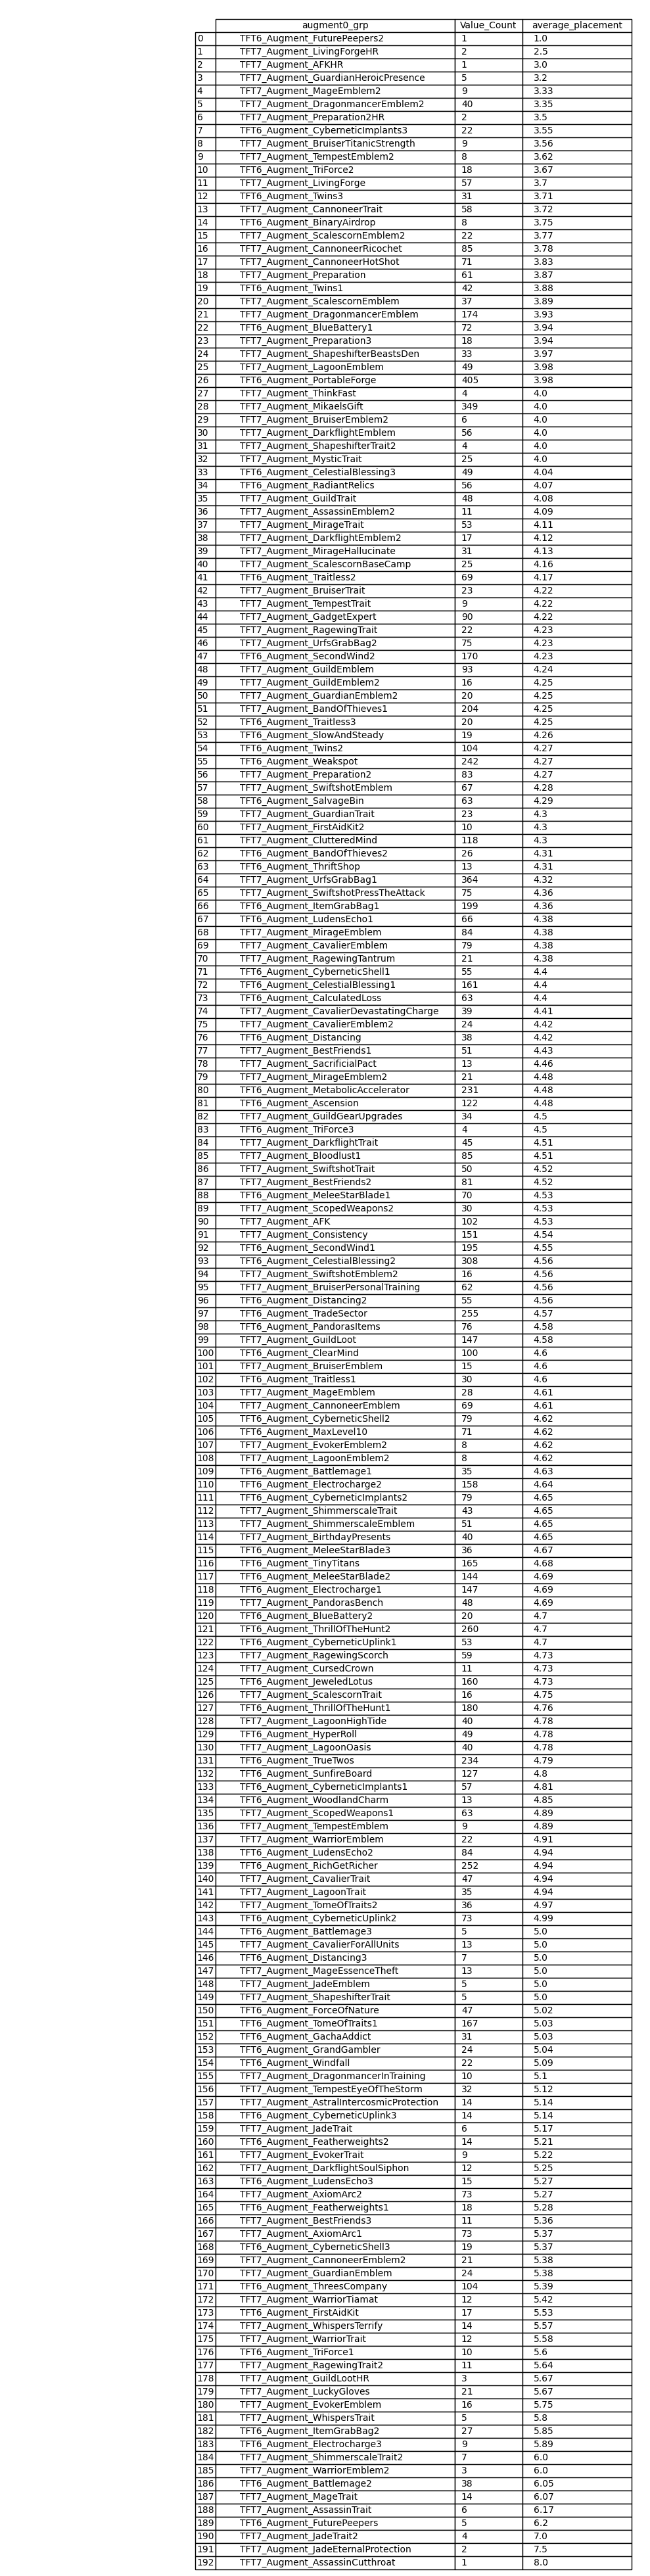 augment0_grp Value_Count average_placement
0 TFT6_Augment_FuturePeepers2 1 1.0
1 TFT7_Augment_LivingForgeHR 2 2.5
2 TFT7_Augment_AFKHR 1 3.0
3 TFT7_Augment_GuardianHeroicPresence 5 3.2
4 TFT7_Augment_MageEmblem2 9 3.33
5 TFT7_Augment_DragonmancerEmblem2 40 3.35
6 TFT7_Augment_Preparation2HR 2 3.5
7 TFT6_Augment_CyberneticImplants3 22 3.55
8 TFT7_Augment_BruiserTitanicStrength 9 3.56
9 TFT7_Augment_TempestEmblem2 8 3.62
10 TFT6_Augment_TriForce2 18 3.67
11 TFT7_Augment_LivingForge 57 3.7
12 TFT6_Augment_Twins3 31 3.71
13 TFT7_Augment_CannoneerTrait 58 3.72
14 TFT6_Augment_BinaryAirdrop 8 3.75
15 TFT7_Augment_ScalescornEmblem2 22 3.77
16 TFT7_Augment_CannoneerRicochet 85 3.78
17 TFT7_Augment_CannoneerHotShot 71 3.83
18 TFT7_Augment_Preparation 61 3.87
19 TFT6_Augment_Twins1 42 3.88
20 TFT7_Augment_ScalescornEmblem 37 3.89
21 TFT7_Augment_DragonmancerEmblem 174 3.93
22 TFT6_Augment_BlueBattery1 72 3.94
23 TFT7_Augment_Preparation3 18 3.94
24 TFT7_Augment_ShapeshifterBeastsDen 33 3.97
25 TFT7_Augment_LagoonEmblem 49 3.98
26 TFT6_Augment_PortableForge 405 3.98
27 TFT7_Augment_ThinkFast 4 4.0
28 TFT7_Augment_MikaelsGift 349 4.0
29 TFT7_Augment_BruiserEmblem2 6 4.0
30 TFT7_Augment_DarkflightEmblem 56 4.0
31 TFT7_Augment_ShapeshifterTrait2 4 4.0
32 TFT7_Augment_MysticTrait 25 4.0
33 TFT6_Augment_CelestialBlessing3 49 4.04
34 TFT6_Augment_RadiantRelics 56 4.07
35 TFT7_Augment_GuildTrait 48 4.08
36 TFT7_Augment_AssassinEmblem2 11 4.09
37 TFT7_Augment_MirageTrait 53 4.11
38 TFT7_Augment_DarkflightEmblem2 17 4.12
39 TFT7_Augment_MirageHallucinate 31 4.13
40 TFT7_Augment_ScalescornBaseCamp 25 4.16
41 TFT6_Augment_Traitless2 69 4.17
42 TFT7_Augment_BruiserTrait 23 4.22
43 TFT7_Augment_TempestTrait 9 4.22
44 TFT7_Augment_GadgetExpert 90 4.22
45 TFT7_Augment_RagewingTrait 22 4.23
46 TFT7_Augment_UrfsGrabBag2 75 4.23
47 TFT6_Augment_SecondWind2 170 4.23
48 TFT7_Augment_GuildEmblem 93 4.24
49 TFT7_Augment_GuildEmblem2 16 4.25
50 TFT7_Augment_GuardianEmblem2 20 4.25
51 TFT7_Augment_BandOfThieves1 204 4.25
52 TFT6_Augment_Traitless3 20 4.25
53 TFT6_Augment_SlowAndSteady 19 4.26
54 TFT6_Augment_Twins2 104 4.27
55 TFT6_Augment_Weakspot 242 4.27
56 TFT7_Augment_Preparation2 83 4.27
57 TFT7_Augment_SwiftshotEmblem 67 4.28
58 TFT6_Augment_SalvageBin 63 4.29
59 TFT7_Augment_GuardianTrait 23 4.3
60 TFT7_Augment_FirstAidKit2 10 4.3
61 TFT7_Augment_ClutteredMind 118 4.3
62 TFT6_Augment_BandOfThieves2 26 4.31
63 TFT6_Augment_ThriftShop 13 4.31
64 TFT7_Augment_UrfsGrabBag1 364 4.32
65 TFT7_Augment_SwiftshotPressTheAttack 75 4.36
66 TFT6_Augment_ItemGrabBag1 199 4.36
67 TFT6_Augment_LudensEcho1 66 4.38
68 TFT7_Augment_MirageEmblem 84 4.38
69 TFT7_Augment_CavalierEmblem 79 4.38
70 TFT7_Augment_RagewingTantrum 21 4.38
71 TFT6_Augment_CyberneticShell1 55 4.4
72 TFT6_Augment_CelestialBlessing1 161 4.4
73 TFT6_Augment_CalculatedLoss 63 4.4
74 TFT7_Augment_CavalierDevastatingCharge 39 4.41
75 TFT7_Augment_CavalierEmblem2 24 4.42
76 TFT6_Augment_Distancing 38 4.42
77 TFT7_Augment_BestFriends1 51 4.43
78 TFT7_Augment_SacrificialPact 13 4.46
79 TFT7_Augment_MirageEmblem2 21 4.48
80 TFT6_Augment_MetabolicAccelerator 231 4.48
81 TFT6_Augment_Ascension 122 4.48
82 TFT7_Augment_GuildGearUpgrades 34 4.5
83 TFT6_Augment_TriForce3 4 4.5
84 TFT7_Augment_DarkflightTrait 45 4.51
85 TFT7_Augment_Bloodlust1 85 4.51
86 TFT7_Augment_SwiftshotTrait 50 4.52
87 TFT7_Augment_BestFriends2 81 4.52
88 TFT6_Augment_MeleeStarBlade1 70 4.53
89 TFT7_Augment_ScopedWeapons2 30 4.53
90 TFT7_Augment_AFK 102 4.53
91 TFT7_Augment_Consistency 151 4.54
92 TFT6_Augment_SecondWind1 195 4.55
93 TFT6_Augment_CelestialBlessing2 308 4.56
94 TFT7_Augment_SwiftshotEmblem2 16 4.56
95 TFT7_Augment_BruiserPersonalTraining 62 4.56
96 TFT6_Augment_Distancing2 55 4.56
97 TFT6_Augment_TradeSector 255 4.57
98 TFT6_Augment_PandorasItems 76 4.58
99 TFT7_Augment_GuildLoot 147 4.58
100 TFT6_Augment_ClearMind 100 4.6
101 TFT7_Augment_BruiserEmblem 15 4.6
102 TFT6_Augment_Traitless1 30 4.6
103 TFT7_Augment_MageEmblem 28 4.61
104 TFT7_Augment_CannoneerEmblem 69 4.61
105 TFT6_Augment_CyberneticShell2 79 4.62
106 TFT6_Augment_MaxLevel10 71 4.62
107 TFT7_Augment_EvokerEmblem2 8 4.62
108 TFT7_Augment_LagoonEmblem2 8 4.62
109 TFT6_Augment_Battlemage1 35 4.63
110 TFT6_Augment_Electrocharge2 158 4.64
111 TFT6_Augment_CyberneticImplants2 79 4.65
112 TFT7_Augment_ShimmerscaleTrait 43 4.65
113 TFT7_Augment_ShimmerscaleEmblem 51 4.65
114 TFT7_Augment_BirthdayPresents 40 4.65
115 TFT6_Augment_MeleeStarBlade3 36 4.67
116 TFT6_Augment_TinyTitans 165 4.68
117 TFT6_Augment_MeleeStarBlade2 144 4.69
118 TFT6_Augment_Electrocharge1 147 4.69
119 TFT7_Augment_PandorasBench 48 4.69
120 TFT6_Augment_BlueBattery2 20 4.7
121 TFT6_Augment_ThrillOfTheHunt2 260 4.7
122 TFT6_Augment_CyberneticUplink1 53 4.7
123 TFT7_Augment_RagewingScorch 59 4.73
124 TFT7_Augment_CursedCrown 11 4.73
125 TFT6_Augment_JeweledLotus 160 4.73
126 TFT7_Augment_ScalescornTrait 16 4.75
127 TFT6_Augment_ThrillOfTheHunt1 180 4.76
128 TFT7_Augment_LagoonHighTide 40 4.78
129 TFT6_Augment_HyperRoll 49 4.78
130 TFT7_Augment_LagoonOasis 40 4.78
131 TFT6_Augment_TrueTwos 234 4.79
132 TFT6_Augment_SunfireBoard 127 4.8
133 TFT6_Augment_CyberneticImplants1 57 4.81
134 TFT6_Augment_WoodlandCharm 13 4.85
135 TFT7_Augment_ScopedWeapons1 63 4.89
136 TFT7_Augment_TempestEmblem 9 4.89
137 TFT7_Augment_WarriorEmblem 22 4.91
138 TFT6_Augment_LudensEcho2 84 4.94
139 TFT6_Augment_RichGetRicher 252 4.94
140 TFT7_Augment_CavalierTrait 47 4.94
141 TFT7_Augment_LagoonTrait 35 4.94
142 TFT7_Augment_TomeOfTraits2 36 4.97
143 TFT6_Augment_CyberneticUplink2 73 4.99
144 TFT6_Augment_Battlemage3 5 5.0
145 TFT7_Augment_CavalierForAllUnits 13 5.0
146 TFT6_Augment_Distancing3 7 5.0
147 TFT7_Augment_MageEssenceTheft 13 5.0
148 TFT7_Augment_JadeEmblem 5 5.0
149 TFT7_Augment_ShapeshifterTrait 5 5.0
150 TFT6_Augment_ForceOfNature 47 5.02
151 TFT6_Augment_TomeOfTraits1 167 5.03
152 TFT6_Augment_GachaAddict 31 5.03
153 TFT6_Augment_GrandGambler 24 5.04
154 TFT6_Augment_Windfall 22 5.09
155 TFT7_Augment_DragonmancerInTraining 10 5.1
156 TFT7_Augment_TempestEyeOfTheStorm 32 5.12
157 TFT7_Augment_AstralIntercosmicProtection 14 5.14
158 TFT6_Augment_CyberneticUplink3 14 5.14
159 TFT7_Augment_JadeTrait 6 5.17
160 TFT6_Augment_Featherweights2 14 5.21
161 TFT7_Augment_EvokerTrait 9 5.22
162 TFT7_Augment_DarkflightSoulSiphon 12 5.25
163 TFT6_Augment_LudensEcho3 15 5.27
164 TFT7_Augment_AxiomArc2 73 5.27
165 TFT6_Augment_Featherweights1 18 5.28
166 TFT7_Augment_BestFriends3 11 5.36
167 TFT7_Augment_AxiomArc1 73 5.37
168 TFT6_Augment_CyberneticShell3 19 5.37
169 TFT7_Augment_CannoneerEmblem2 21 5.38
170 TFT7_Augment_GuardianEmblem 24 5.38
171 TFT6_Augment_ThreesCompany 104 5.39
172 TFT7_Augment_WarriorTiamat 12 5.42
173 TFT6_Augment_FirstAidKit 17 5.53
174 TFT7_Augment_WhispersTerrify 14 5.57
175 TFT7_Augment_WarriorTrait 12 5.58
176 TFT6_Augment_TriForce1 10 5.6
177 TFT7_Augment_RagewingTrait2 11 5.64
178 TFT7_Augment_GuildLootHR 3 5.67
179 TFT7_Augment_LuckyGloves 21 5.67
180 TFT7_Augment_EvokerEmblem 16 5.75
181 TFT7_Augment_WhispersTrait 5 5.8
182 TFT6_Augment_ItemGrabBag2 27 5.85
183 TFT6_Augment_Electrocharge3 9 5.89
184 TFT7_Augment_ShimmerscaleTrait2 7 6.0
185 TFT7_Augment_WarriorEmblem2 3 6.0
186 TFT6_Augment_Battlemage2 38 6.05
187 TFT7_Augment_MageTrait 14 6.07
188 TFT7_Augment_AssassinTrait 6 6.17
189 TFT6_Augment_FuturePeepers 5 6.2
190 TFT7_Augment_JadeTrait2 4 7.0
191 TFT7_Augment_JadeEternalProtection 2 7.5
192 TFT7_Augment_AssassinCutthroat 1 8.0